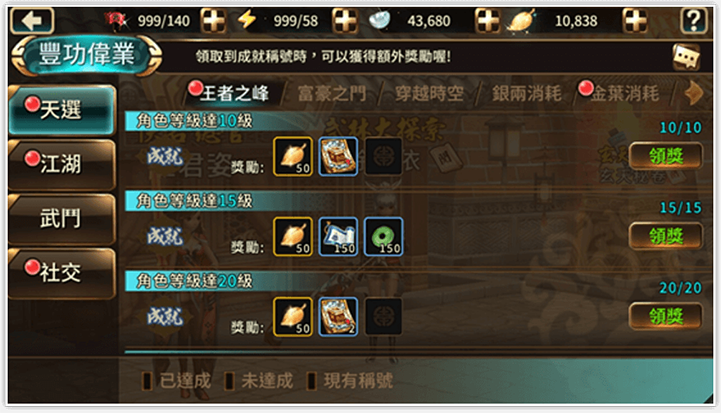 999/140 999/58 43,680 10,838 ?
豐功偉業 領取到成就稱號時，可以獲得額外獎勵喔!
天選 王者之峰 富豪之門 穿越時空 銀兩消耗 金葉消耗
角色等級達10級 10/10
成就 獎勵: 50 領獎
江湖
角色等級達15級 15/15
武鬥 成就 獎勵: 50 150 150 領獎
社交
角色等級達20級 20/20
成就 獎勵: 50 2 領獎
已達成 未達成 現有稱號